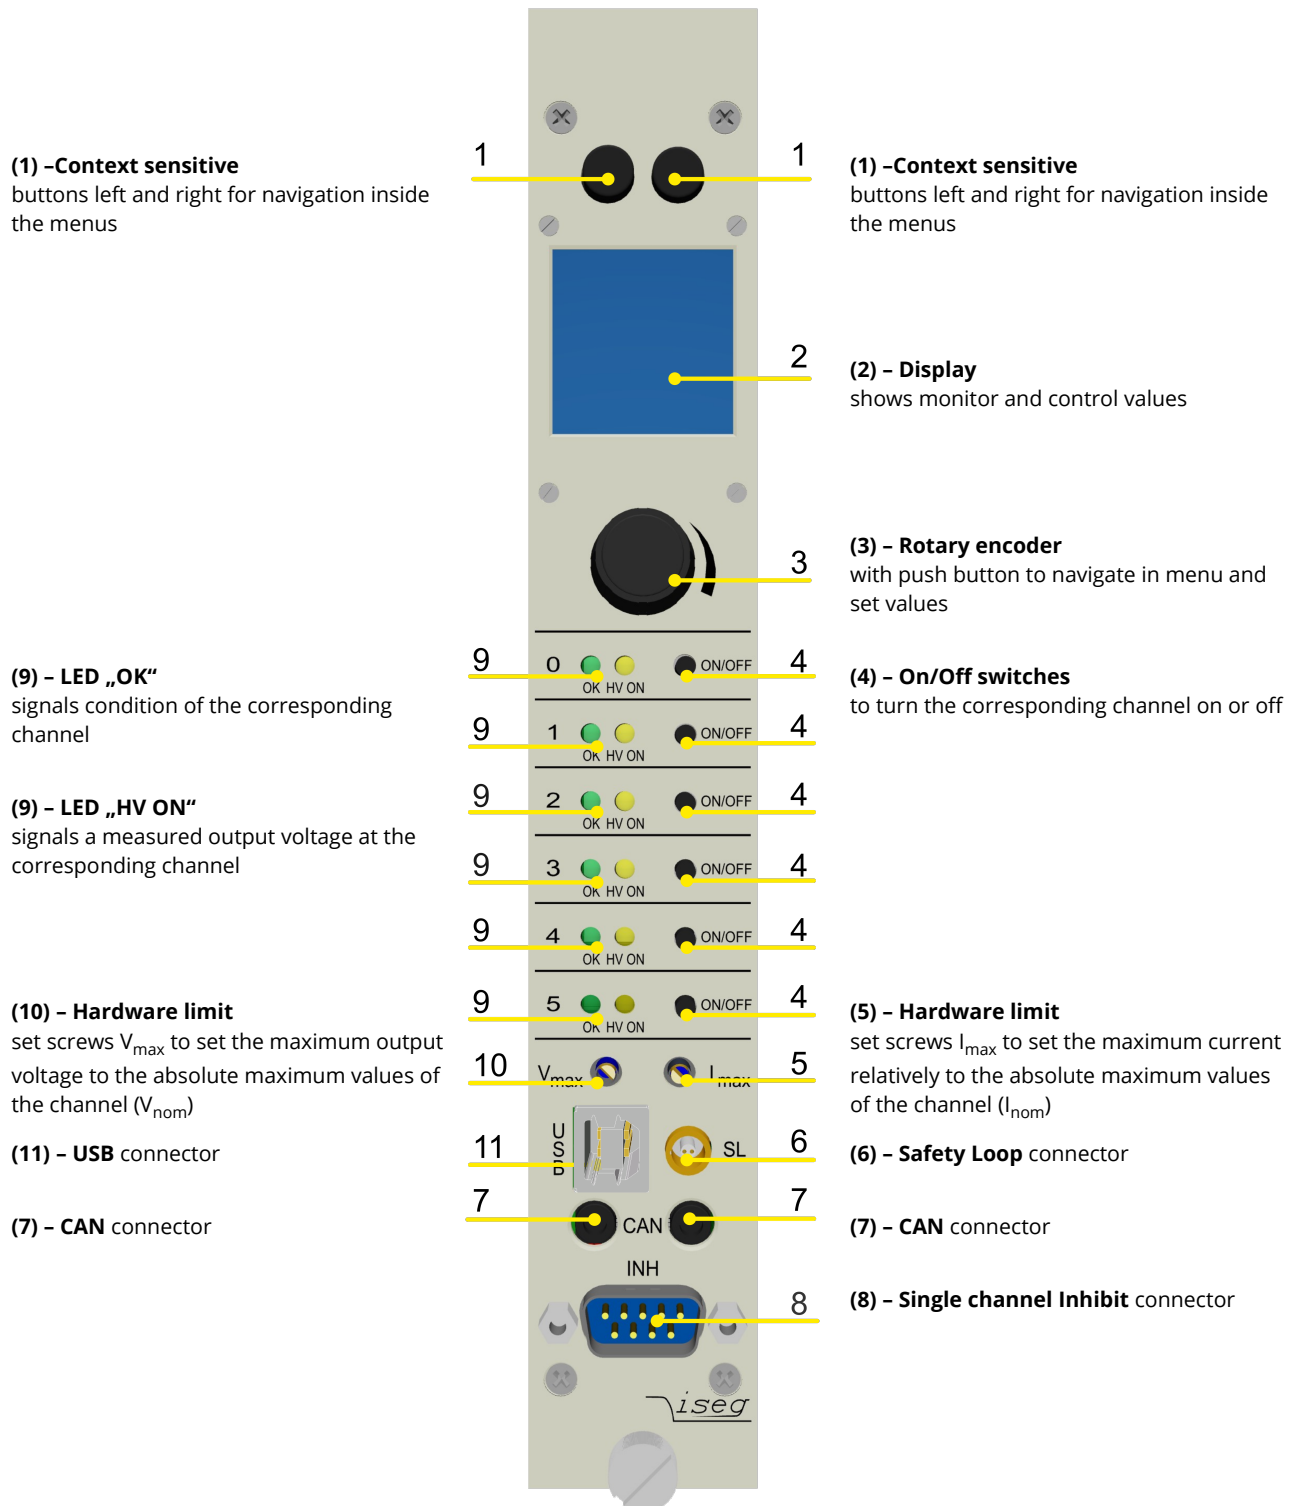 1
1
(1) –Context sensitive
buttons left and right for navigation inside
the menus
(1) –Context sensitive
buttons left and right for navigation inside
the menus
2
(2) – Display
shows monitor and control values
3
(3) – Rotary encoder
with push button to navigate in menu and
set values
(9) – LED „OK“
signals condition of the corresponding
channel
(9) – LED „HV ON“
signals a measured output voltage at the
corresponding channel
9 0 ON/OFF 4
OK HV ON
9 1 ON/OFF 4
OK HV ON
9 2 ON/OFF 4
OK HV ON
9 3 ON/OFF 4
OK HV ON
9 4 ON/OFF 4
OK HV ON
9 5 ON/OFF 4
OK HV ON
(4) – On/Off switches
to turn the corresponding channel on or off
(10) – Hardware limit
set screws Vmax to set the maximum output
voltage to the absolute maximum values of
the channel (Vnom)
10 Vmax Imax 5
(5) – Hardware limit
set screws Imax to set the maximum current
relatively to the absolute maximum values
of the channel (Inom)
(11) – USB connector
11 USB SL 6
(6) – Safety Loop connector
(7) – CAN connector
7 CAN 7
(7) – CAN connector
INH
8
(8) – Single channel Inhibit connector
iseg